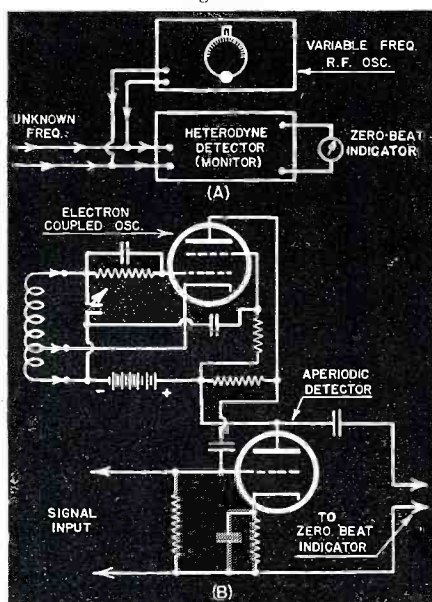 VARIABLE FREQ.
R.F. OSC.
UNKNOWN
FREQ.
HETERODYNE
DETECTOR
(MONITOR)
ZERO-BEAT
INDICATOR
(A)
ELECTRON
COUPLED OSC.
- +
APERIODIC
DETECTOR
SIGNAL
INPUT
TO
ZERO BEAT
INDICATOR
(B)